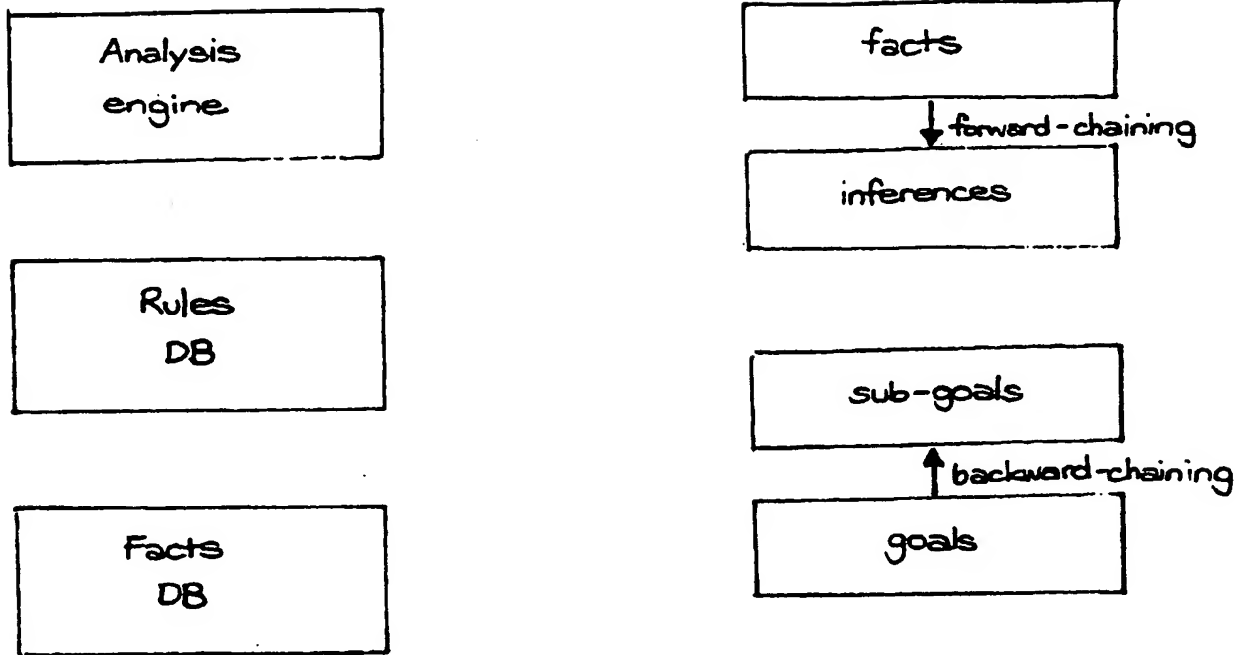 Analysis
engine
Rules
DB
Facts
DB
facts
forward-chaining
inferences
sub-goals
backward-chaining
goals